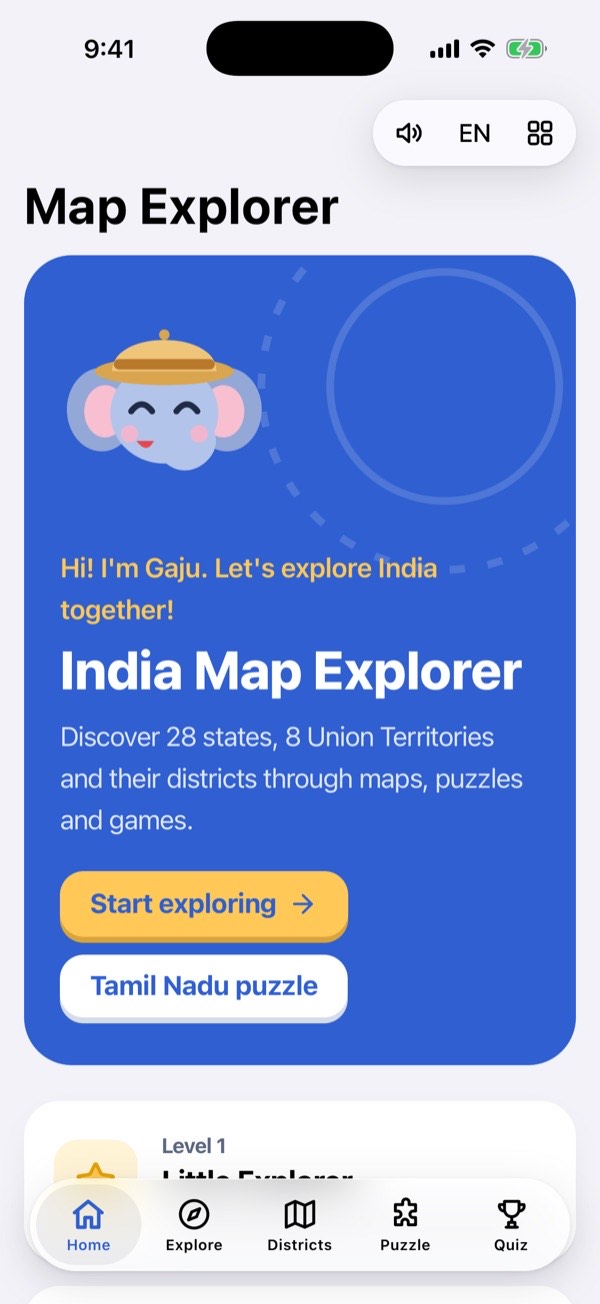 9:41
EN
Map Explorer
Hi! I'm Gaju. Let's explore India
together!
India Map Explorer
Discover 28 states, 8 Union Territories
and their districts through maps, puzzles
and games.
Start exploring →
Tamil Nadu puzzle
Level 1
Little Explorer
Home
Explore
Districts
Puzzle
Quiz